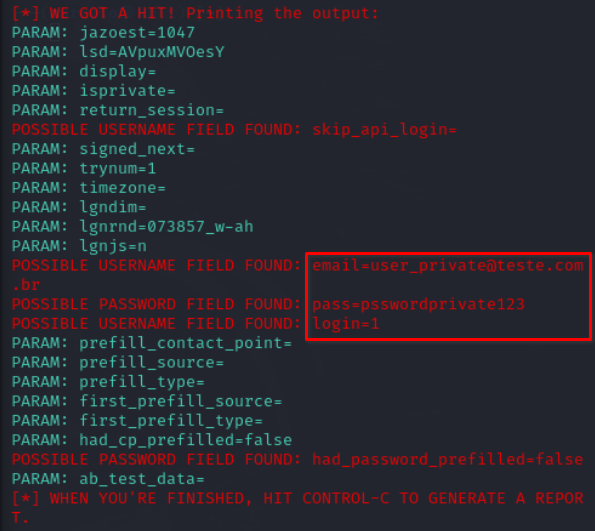 [*] WE GOT A HIT! Printing the output:
PARAM: jazoest=1047
PARAM: lsd=AVpuxMVOesY
PARAM: display=
PARAM: isprivate=
PARAM: return_session=
POSSIBLE USERNAME FIELD FOUND: skip_api_login=
PARAM: signed_next=
PARAM: trynum=1
PARAM: timezone=
PARAM: lgndim=
PARAM: lgnrnd=073857_w-ah
PARAM: lgnjs=n
POSSIBLE USERNAME FIELD FOUND: email=user_private@teste.com
.br
POSSIBLE PASSWORD FIELD FOUND: pass=psswordprivate123
POSSIBLE USERNAME FIELD FOUND: login=1
PARAM: prefill_contact_point=
PARAM: prefill_source=
PARAM: prefill_type=
PARAM: first_prefill_source=
PARAM: first_prefill_type=
PARAM: had_cp_prefilled=false
POSSIBLE PASSWORD FIELD FOUND: had_password_prefilled=false
PARAM: ab_test_data=
[*] WHEN YOU'RE FINISHED, HIT CONTROL-C TO GENERATE A REPOR
T.